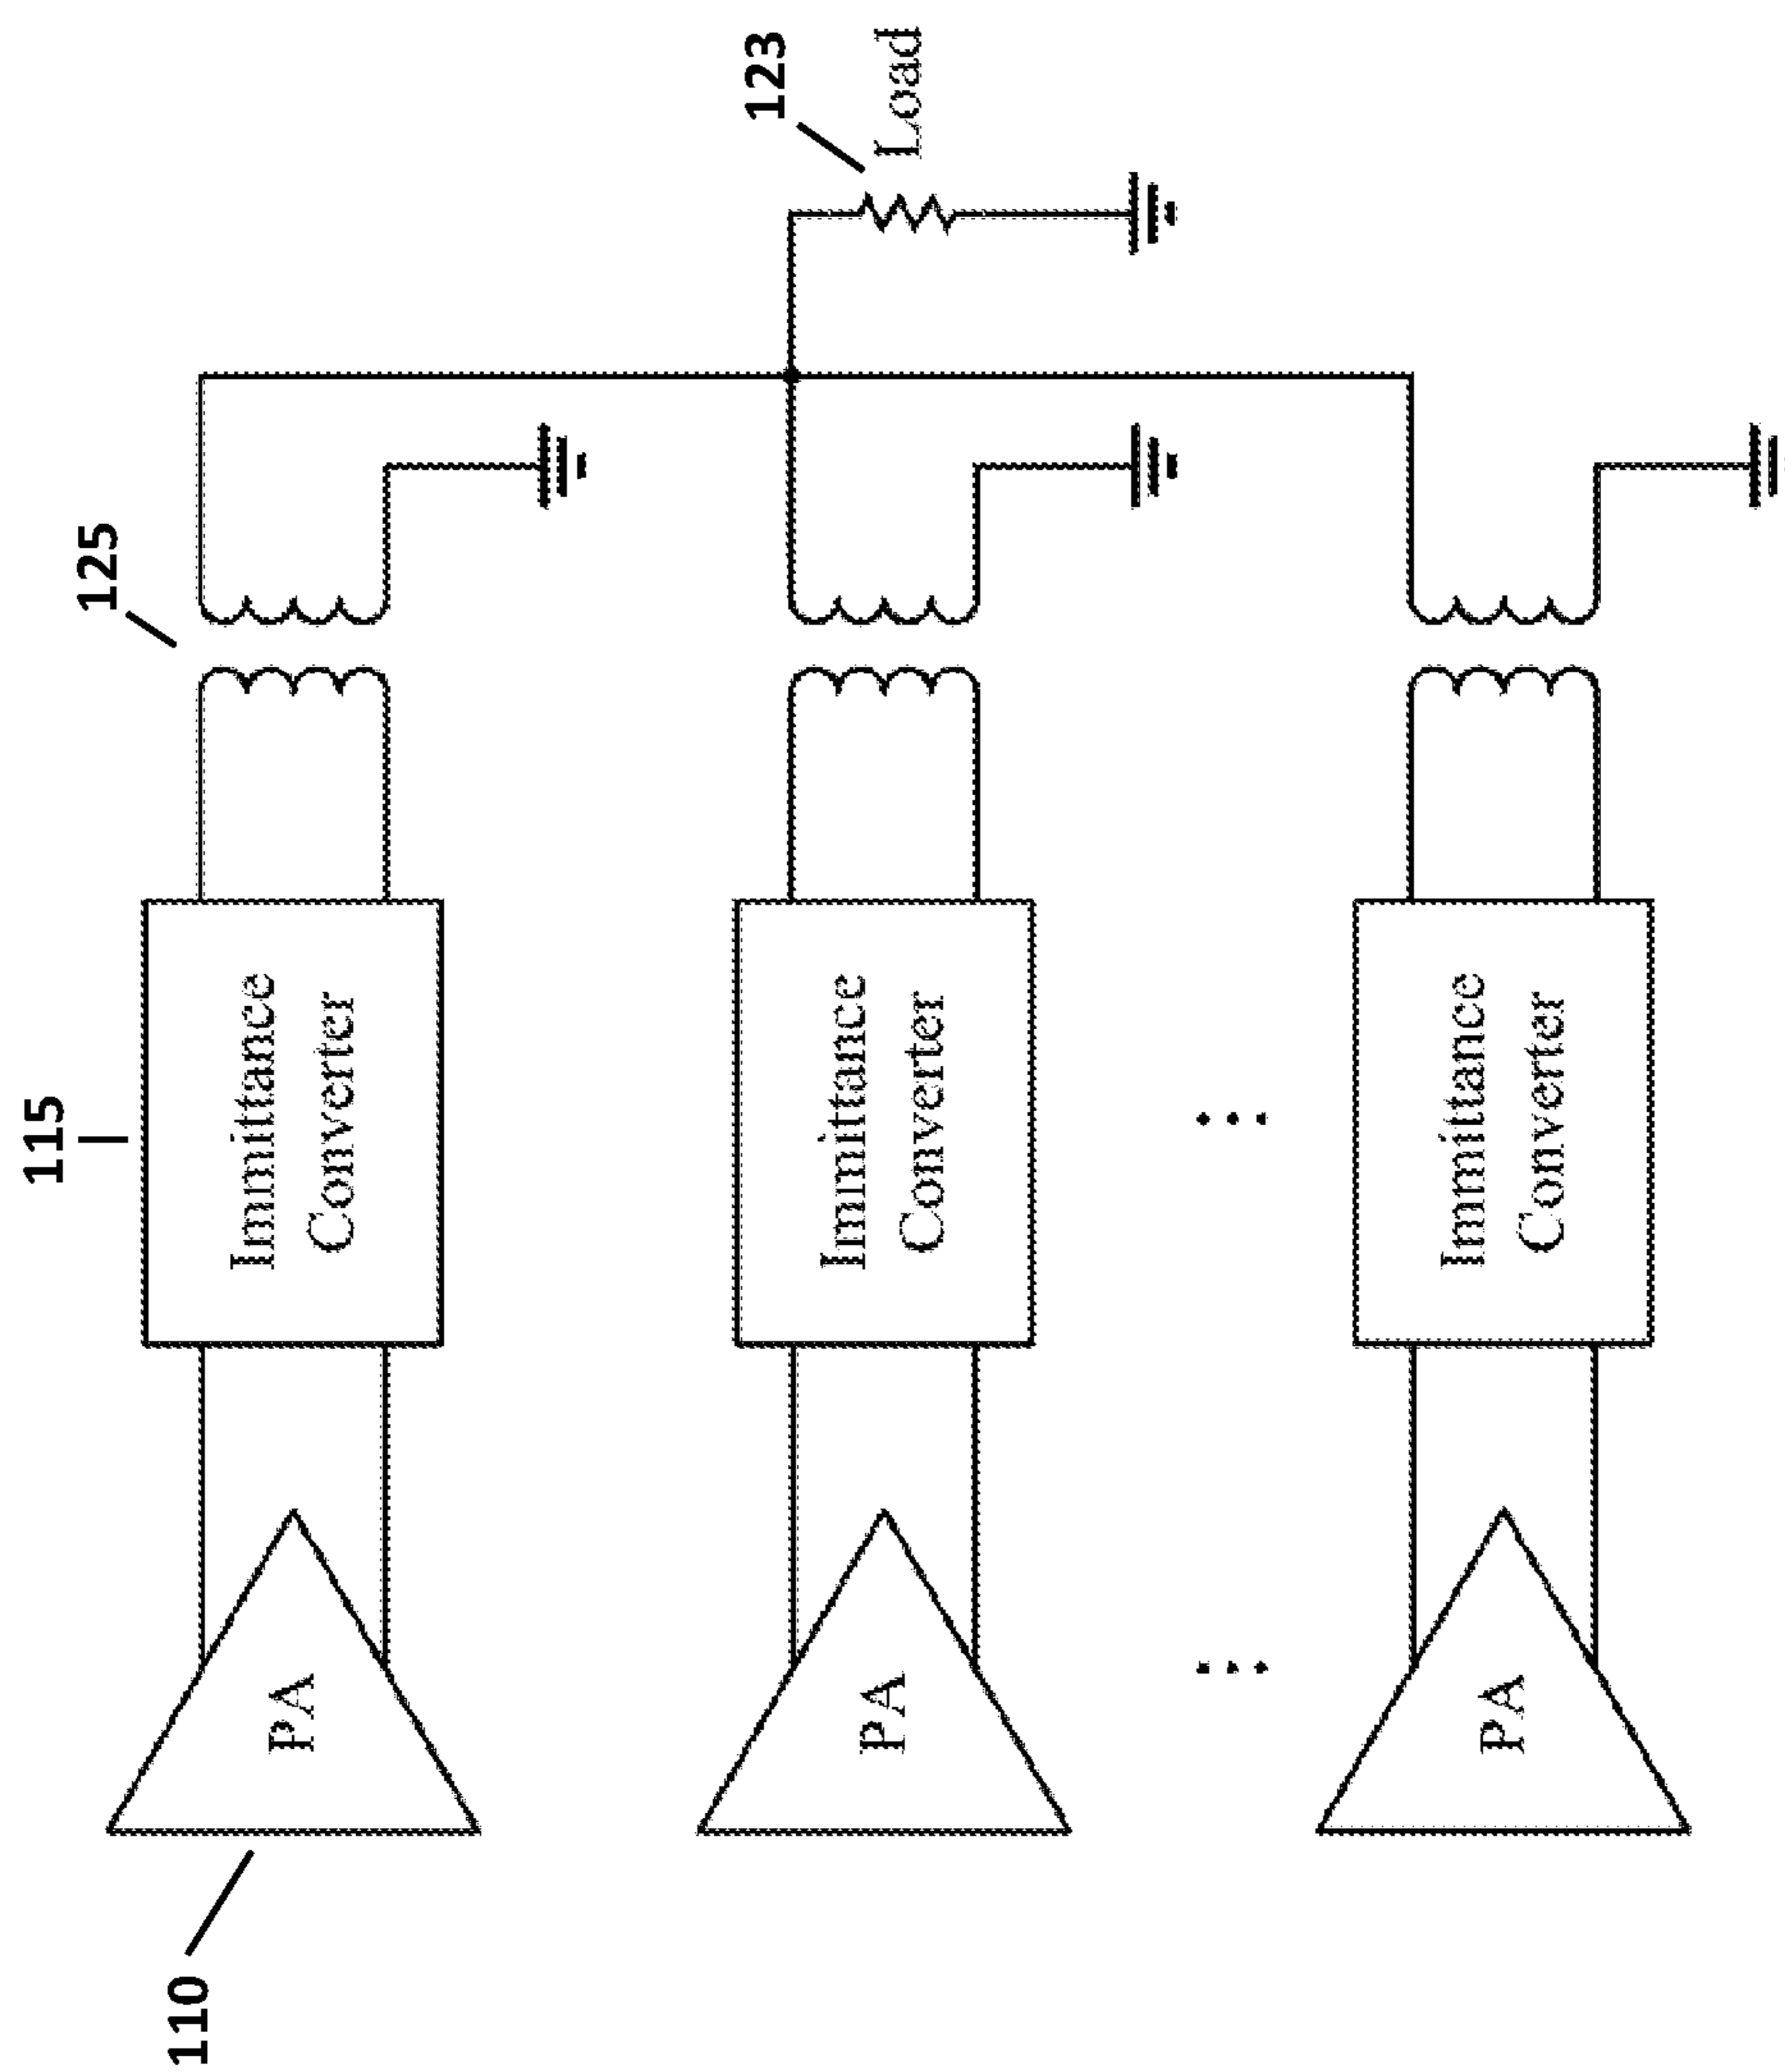 110
115
125
123
PA
Immittance
Converter
Load
PA
Immittance
Converter
PA
Immittance
Converter